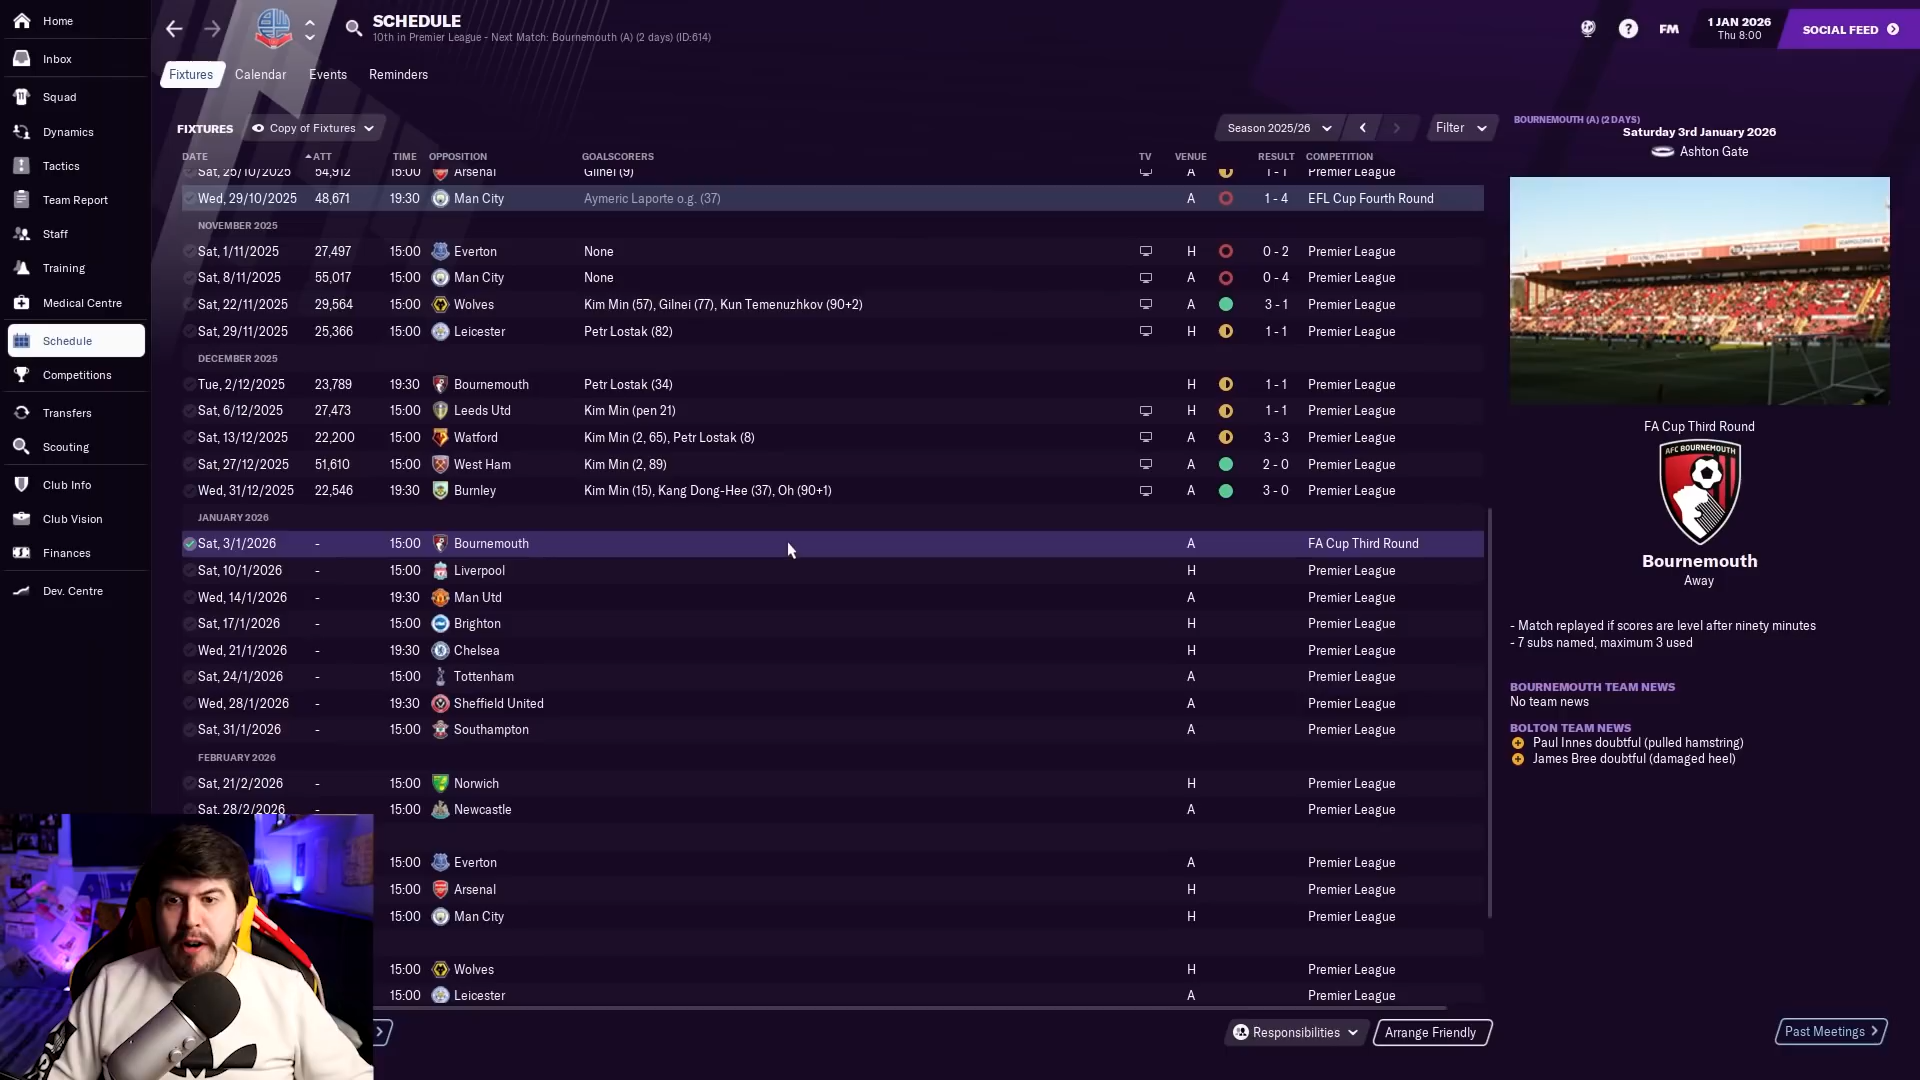 Home
Inbox
Squad
Dynamics
Tactics
Team Report
Staff
Training
Medical Centre
Schedule
Competitions
Transfers
Scouting
Club Info
Club Vision
Finances
Dev. Centre
SCHEDULE
10th in Premier League - Next Match: Bournemouth (A) (2 days) (ID:614)
FM
1 JAN 2026
Thu 8:00
SOCIAL FEED
Fixtures Calendar Events Reminders
FIXTURES Copy of Fixtures Season 2025/26 Filter
DATE ATT TIME OPPOSITION GOALSCORERS TV VENUE RESULT COMPETITION
Sat, 25/10/2025 54,912 15:00 Arsenal Gilnei (9) A 1 - 1 Premier League
Wed, 29/10/2025 48,671 19:30 Man City Aymeric Laporte o.g. (37) A 1 - 4 EFL Cup Fourth Round
NOVEMBER 2025
Sat, 1/11/2025 27,497 15:00 Everton None H 0 - 2 Premier League
Sat, 8/11/2025 55,017 15:00 Man City None A 0 - 4 Premier League
Sat, 22/11/2025 29,564 15:00 Wolves Kim Min (57), Gilnei (77), Kun Temenuzhkov (90+2) A 3 - 1 Premier League
Sat, 29/11/2025 25,366 15:00 Leicester Petr Lostak (82) H 1 - 1 Premier League
DECEMBER 2025
Tue, 2/12/2025 23,789 19:30 Bournemouth Petr Lostak (34) H 1 - 1 Premier League
Sat, 6/12/2025 27,473 15:00 Leeds Utd Kim Min (pen 21) H 1 - 1 Premier League
Sat, 13/12/2025 22,200 15:00 Watford Kim Min (2, 65), Petr Lostak (8) A 3 - 3 Premier League
Sat, 27/12/2025 51,610 15:00 West Ham Kim Min (2, 89) A 2 - 0 Premier League
Wed, 31/12/2025 22,546 19:30 Burnley Kim Min (15), Kang Dong-Hee (37), Oh (90+1) A 3 - 0 Premier League
JANUARY 2026
Sat, 3/1/2026 - 15:00 Bournemouth A FA Cup Third Round
Sat, 10/1/2026 - 15:00 Liverpool H Premier League
Wed, 14/1/2026 - 19:30 Man Utd A Premier League
Sat, 17/1/2026 - 15:00 Brighton H Premier League
Wed, 21/1/2026 - 19:30 Chelsea H Premier League
Sat, 24/1/2026 - 15:00 Tottenham A Premier League
Wed, 28/1/2026 - 19:30 Sheffield United A Premier League
Sat, 31/1/2026 - 15:00 Southampton A Premier League
FEBRUARY 2026
Sat, 21/2/2026 - 15:00 Norwich H Premier League
Sat, 28/2/2026 - 15:00 Newcastle A Premier League
15:00 Everton A Premier League
15:00 Arsenal H Premier League
15:00 Man City H Premier League
15:00 Wolves H Premier League
15:00 Leicester A Premier League
Responsibilities Arrange Friendly
BOURNEMOUTH (A) (2 DAYS)
Saturday 3rd January 2026
Ashton Gate
FA Cup Third Round
AFC BOURNEMOUTH
Bournemouth
Away
- Match replayed if scores are level after ninety minutes
- 7 subs named, maximum 3 used
BOURNEMOUTH TEAM NEWS
No team news
BOLTON TEAM NEWS
Paul Innes doubtful (pulled hamstring)
James Bree doubtful (damaged heel)
Past Meetings